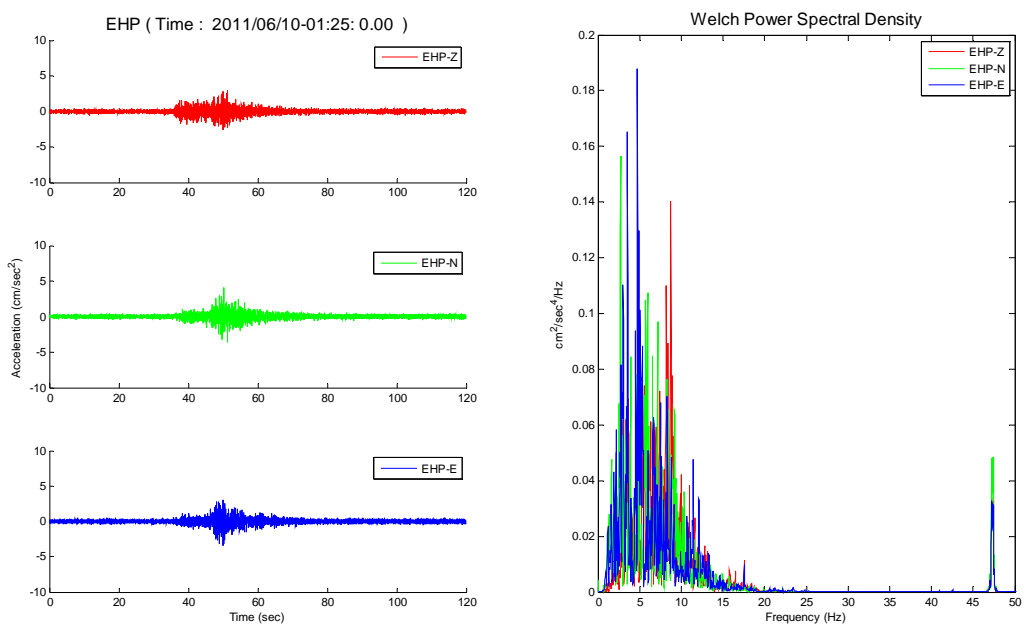 EHP ( Time :  2011/06/10-01:25: 0.00  )
10
5
0
-5
-10
EHP-Z
0 20 40 60 80 100 120
10
5
0
-5
-10
EHP-N
Acceleration (cm/sec²)
0 20 40 60 80 100 120
10
5
0
-5
-10
EHP-E
0 20 40 60 80 100 120
Time (sec)
Welch Power Spectral Density
0.2
0.18
0.16
0.14
0.12
0.1
0.08
0.06
0.04
0.02
0
cm²/sec⁴/Hz
EHP-Z
EHP-N
EHP-E
0 5 10 15 20 25 30 35 40 45 50
Frequency (Hz)